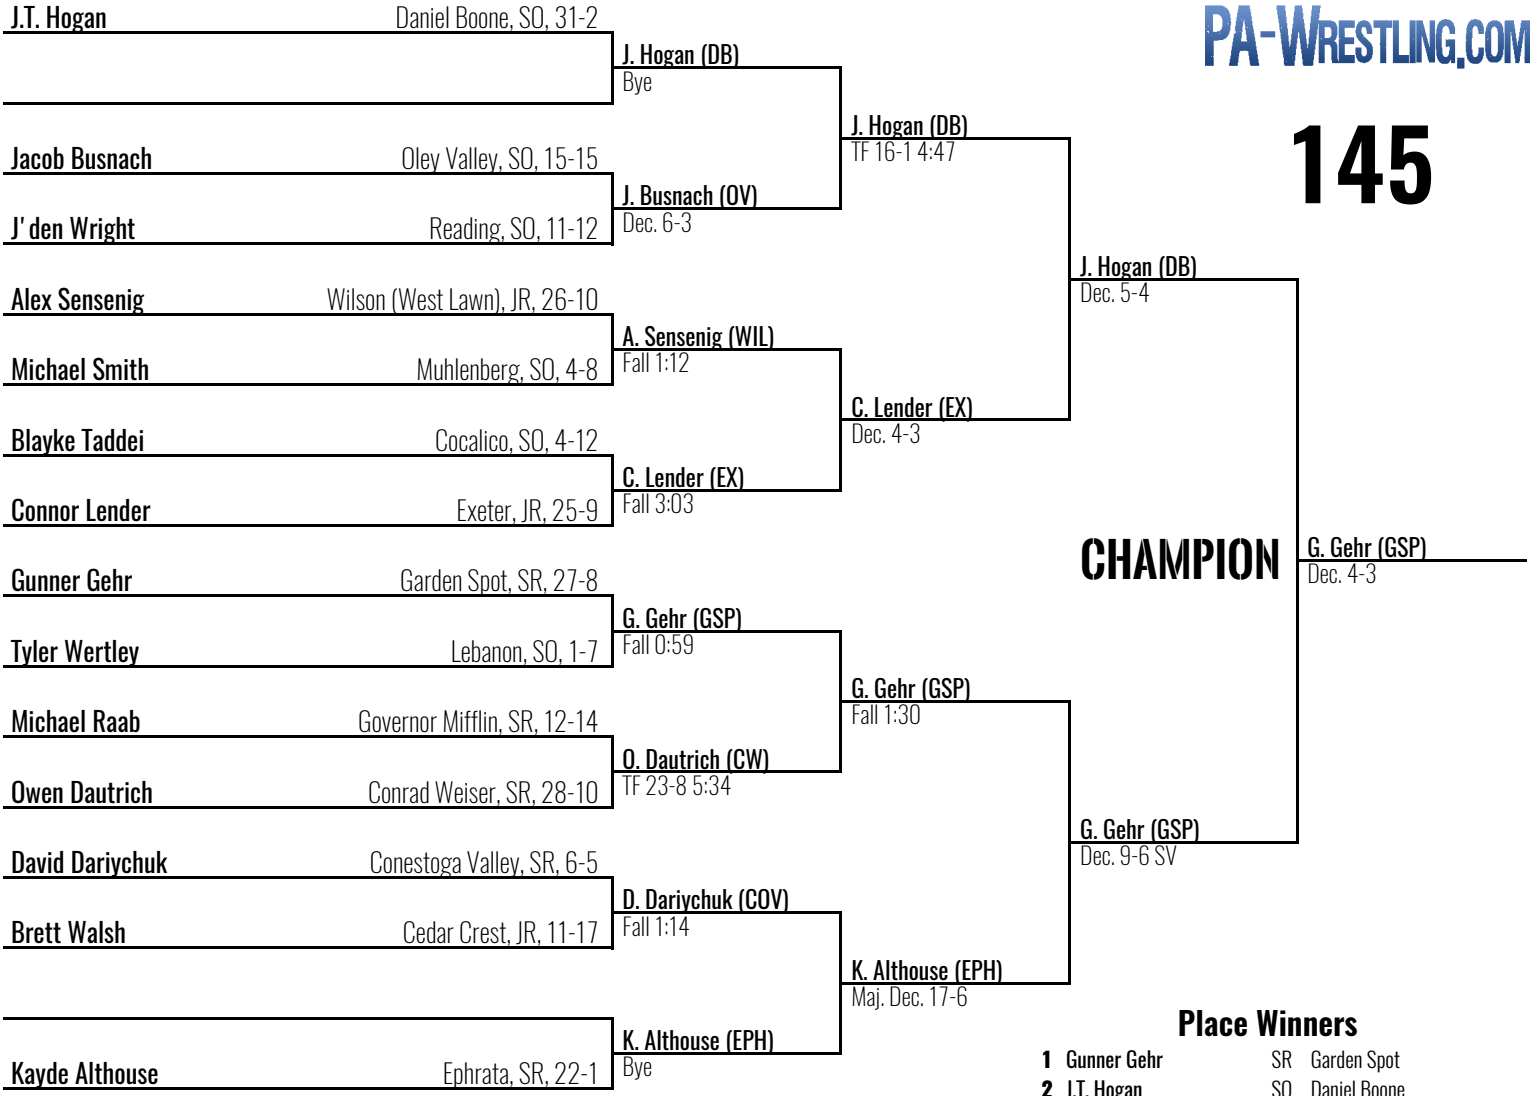 PA-WRESTLING.COM
145
J.T. Hogan Daniel Boone, SO, 31-2
J. Hogan (DB)
Bye
J. Hogan (DB)
TF 16-1 4:47
Jacob Busnach Oley Valley, SO, 15-15
J. Busnach (OV)
Dec. 6-3
J'den Wright Reading, SO, 11-12
J. Hogan (DB)
Dec. 5-4
Alex Sensenig Wilson (West Lawn), JR, 26-10
A. Sensenig (WIL)
Fall 1:12
Michael Smith Muhlenberg, SO, 4-8
C. Lender (EX)
Dec. 4-3
Blayke Taddei Cocalico, SO, 4-12
C. Lender (EX)
Fall 3:03
Connor Lender Exeter, JR, 25-9
CHAMPION
G. Gehr (GSP)
Dec. 4-3
Gunner Gehr Garden Spot, SR, 27-8
G. Gehr (GSP)
Fall 0:59
Tyler Wertley Lebanon, SO, 1-7
G. Gehr (GSP)
Fall 1:30
Michael Raab Governor Mifflin, SR, 12-14
O. Dautrich (CW)
TF 23-8 5:34
Owen Dautrich Conrad Weiser, SR, 28-10
G. Gehr (GSP)
Dec. 9-6 SV
David Dariychuk Conestoga Valley, SR, 6-5
D. Dariychuk (COV)
Fall 1:14
Brett Walsh Cedar Crest, JR, 11-17
K. Althouse (EPH)
Maj. Dec. 17-6
K. Althouse (EPH)
Bye
Kayde Althouse Ephrata, SR, 22-1
Place Winners
1 Gunner Gehr SR Garden Spot
2 J.T. Hogan SO Daniel Boone